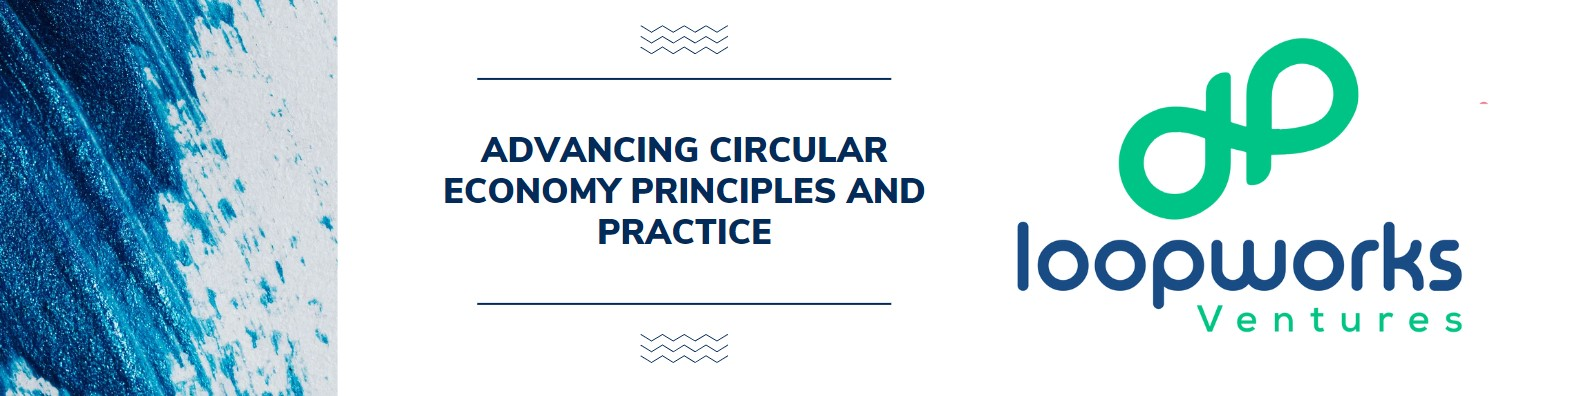 ADVANCING CIRCULAR
ECONOMY PRINCIPLES AND
PRACTICE
loopworks
Ventures